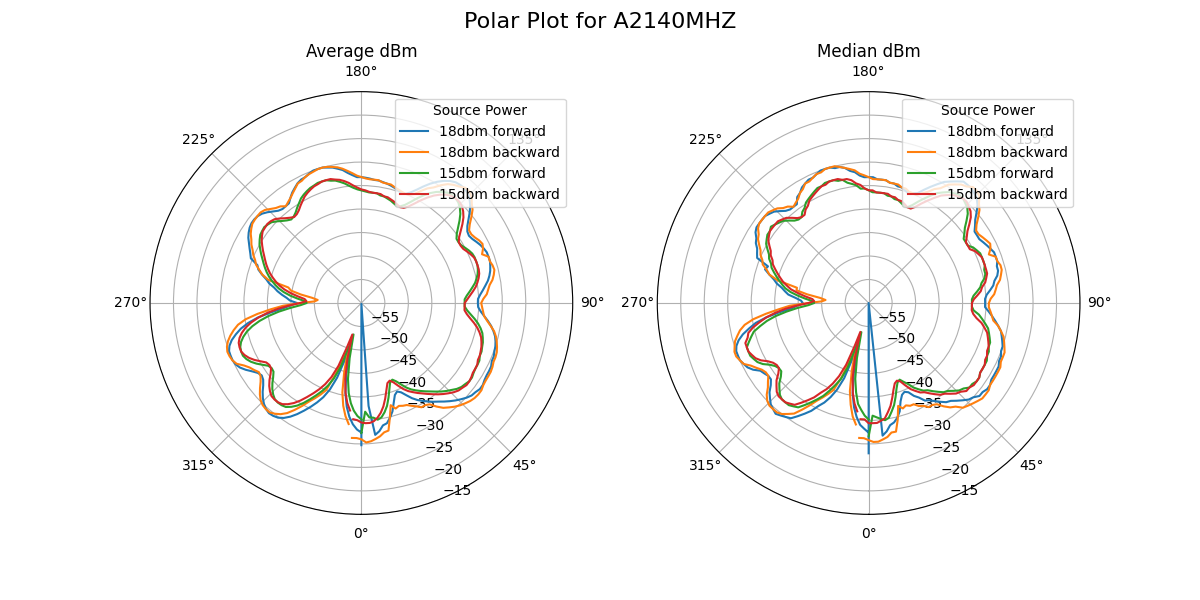 Polar Plot for A2140MHZ
Average dBm
180°
225°
135°
Source Power
18dbm forward
18dbm backward
15dbm forward
15dbm backward
270°
90°
−55
−50
−45
−40
−35
−30
−25
−20
−15
315°
45°
0°
Median dBm
180°
225°
135°
Source Power
18dbm forward
18dbm backward
15dbm forward
15dbm backward
270°
90°
−55
−50
−45
−40
−35
−30
−25
−20
−15
315°
45°
0°